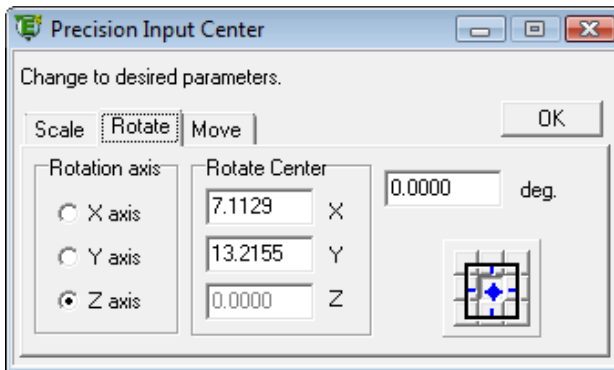 Precision Input Center
Change to desired parameters.
OK
Scale Rotate Move
Rotation axis
X axis
Y axis
Z axis
Rotate Center
7.1129 X
13.2155 Y
0.0000 Z
0.0000 deg.